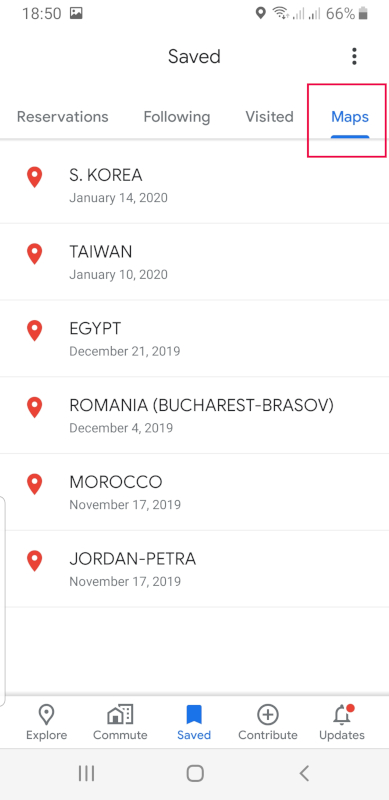 18:50 66%
Saved
Reservations Following Visited Maps
S. KOREA
January 14, 2020
TAIWAN
January 10, 2020
EGYPT
December 21, 2019
ROMANIA (BUCHAREST-BRASOV)
December 4, 2019
MOROCCO
November 17, 2019
JORDAN-PETRA
November 17, 2019
Explore Commute Saved Contribute Updates